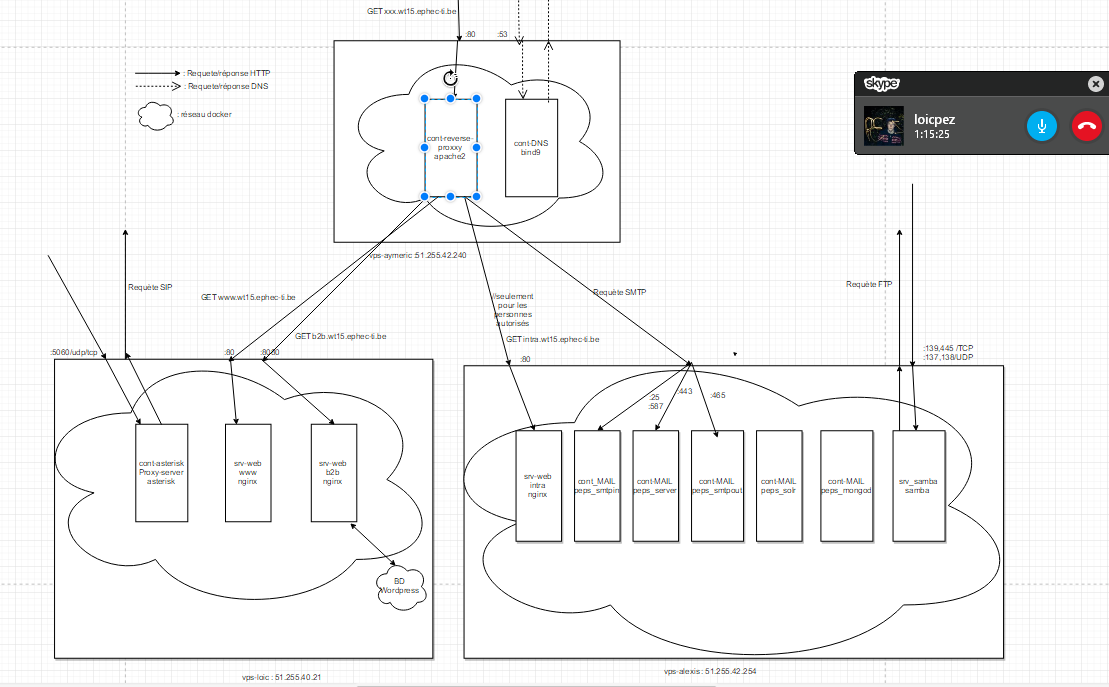 GET xxx.wt15.ephec-ti.be
:80
:53
: Requete/réponse HTTP
: Requete/réponse DNS
: réseau docker
cont-reverse-
proxxy
apache2
cont-DNS
bind9
skype
loicpez
1:15:25
vps-aymeric :51.255.42.240
Requète SIP
GET www.wt15.ephec-ti.be
//seulement
pour les
personnes
autorisés
Requète SMTP
Requète FTP
GET b2b.wt15.ephec-ti.be
GET intra.wt15.ephec-ti.be
:5060/udp/tcp
:80
:8080
:80
:139,445 /TCP
:137,138/UDP
:25
:587
:443
:465
cont-asterisk
Proxy-server
asterisk
srv-web
www
nginx
srv-web
b2b
nginx
srv-web
intra
nginx
cont_MAIL
peps_smtpin
cont-MAIL
peps_server
cont-MAIL
peps_smtpout
cont-MAIL
peps_solr
cont-MAIL
peps_mongod
srv_samba
samba
BD
Wordpress
vps-loic : 51.255.40.21
vps-alexis : 51.255.42.254